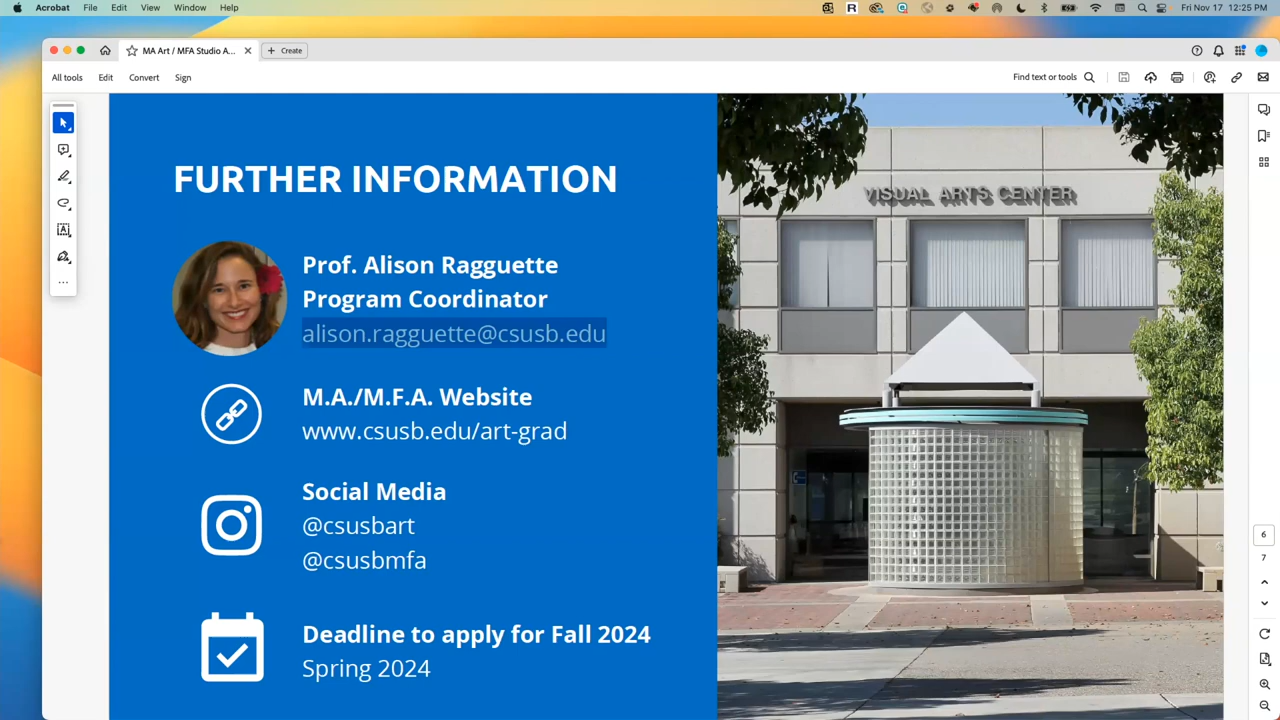 Acrobat File Edit View Window Help
Fri Nov 17 12:25 PM
MA Art / MFA Studio A...
Create
All tools Edit Convert Sign
Find text or tools
FURTHER INFORMATION
VISUAL ARTS CENTER
Prof. Alison Ragguette
Program Coordinator
alison.ragguette@csusb.edu
M.A./M.F.A. Website
www.csusb.edu/art-grad
Social Media
@csusbart
@csusbmfa
Deadline to apply for Fall 2024
Spring 2024
6
7